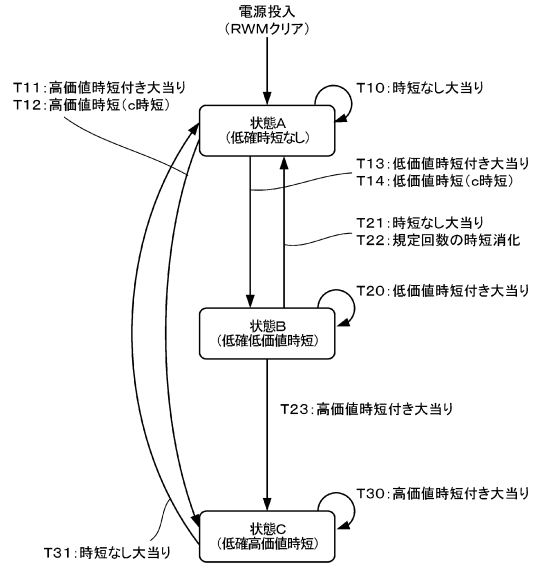 電源投入
（RWMクリア）
T11：高価値時短付き大当り
T12：高価値時短（c時短）
T10：時短なし大当り
状態A
（低確時短なし）
T13：低価値時短付き大当り
T14：低価値時短（c時短）
T21：時短なし大当り
T22：規定回数の時短消化
T20：低価値時短付き大当り
状態B
（低確低価値時短）
T23：高価値時短付き大当り
T30：高価値時短付き大当り
状態C
（低確高価値時短）
T31：時短なし大当り